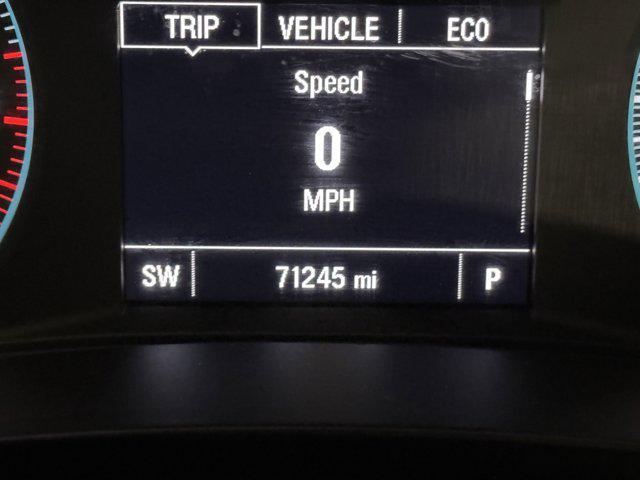 TRIP VEHICLE ECO
Speed
0
MPH
SW 71245 mi P